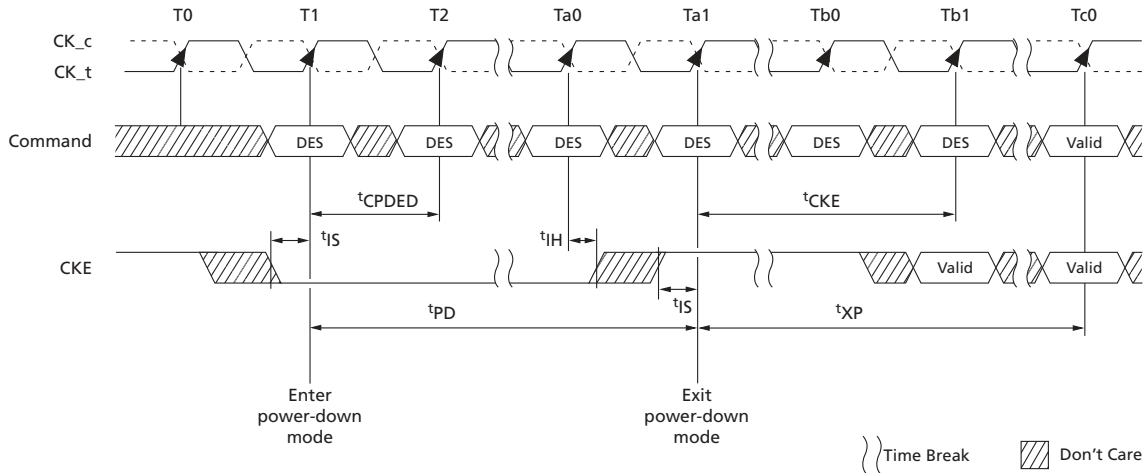 T0 T1 T2 Ta0 Ta1 Tb0 Tb1 Tc0
CK_c
CK_t
Command DES DES DES DES DES DES Valid
tCPDED tCKE
tIS tIH
CKE Valid Valid
tIS
tPD tXP
Enter
power-down
mode
Exit
power-down
mode
Time Break Don't Care